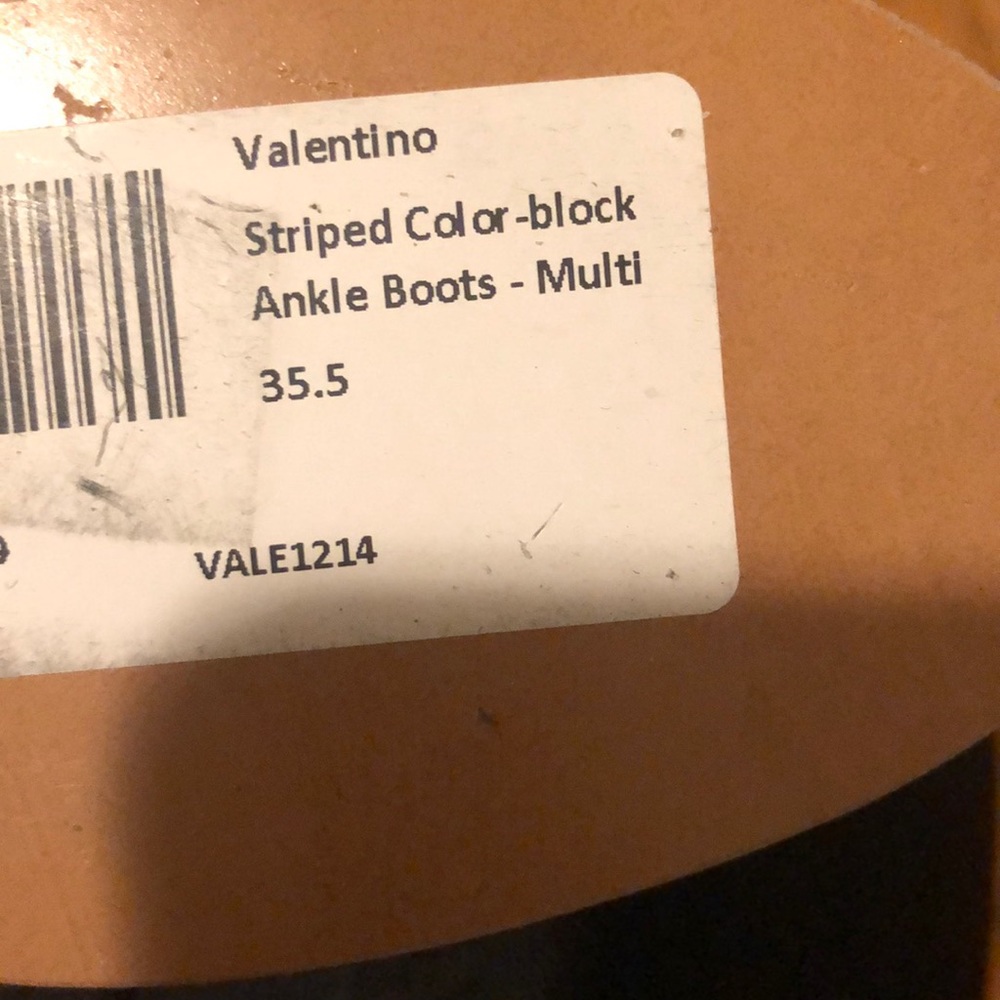 Valentino
Striped Color-block
Ankle Boots - Multi
35.5
VALE1214